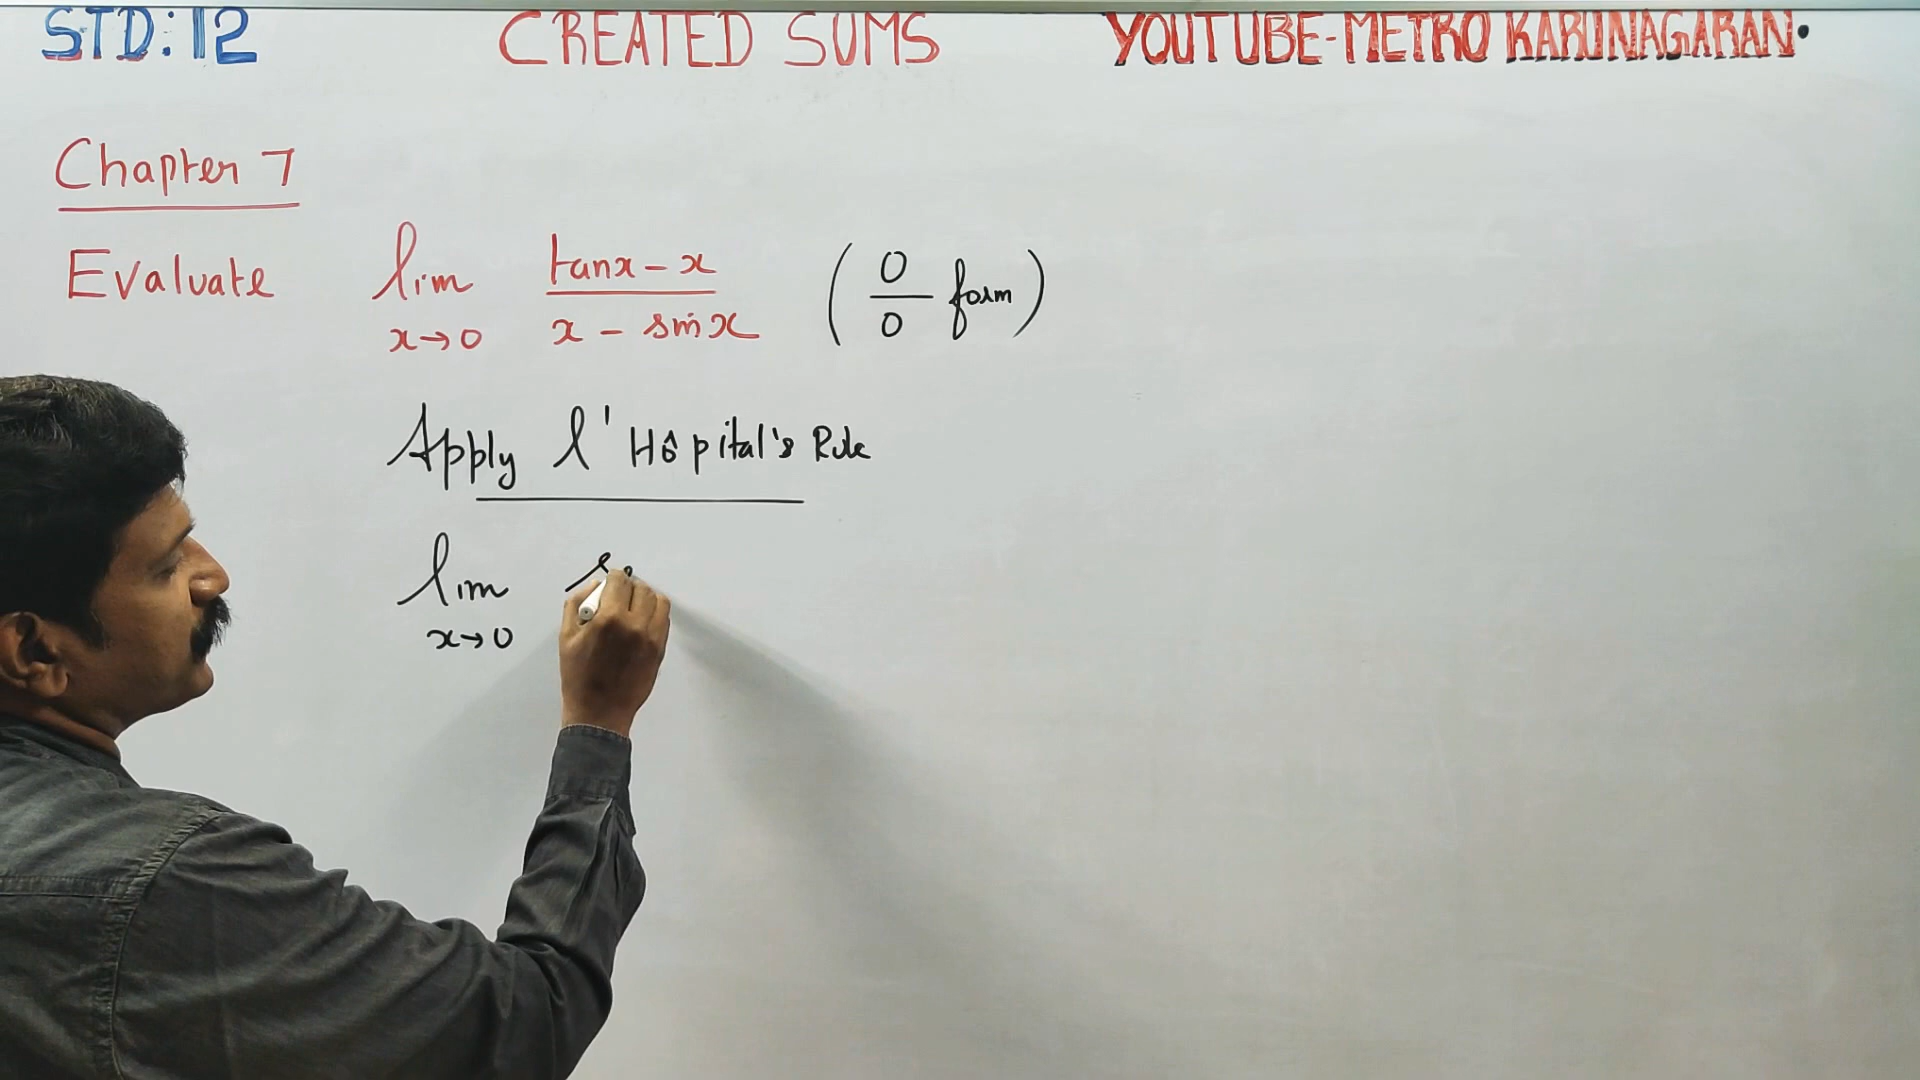 STD: 12 CREATED SUMS YOUTUBE-METRO KARUNAGARAN.
Chapter 7
Evaluate lim x→0 (tanx - x)/(x - sinx) ( 0/0 form )
Apply l'Hôpital's Rule
lim x→0